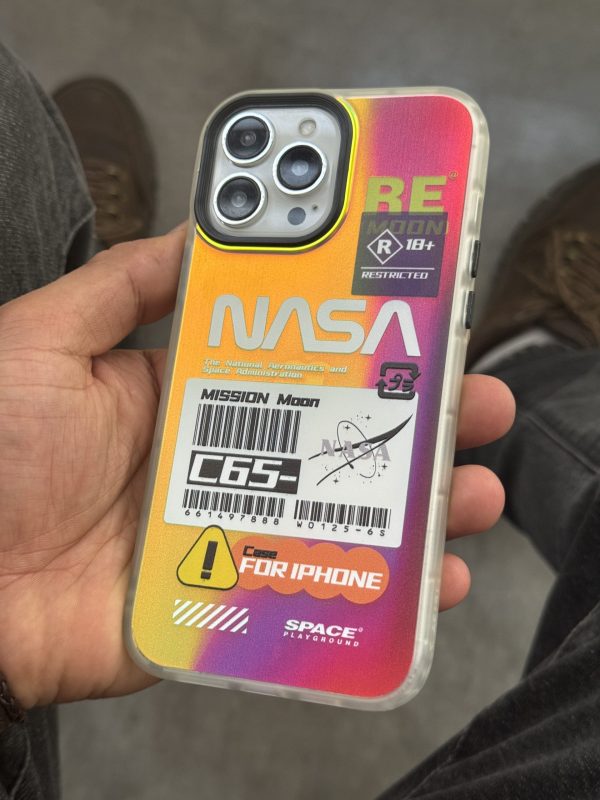 RE
MOON
R 18+
RESTRICTED
NASA
The National Aeronautics and
Space Administration
MISSION Moon
NASA
C65-
661497888 W0125-6S
!
Case
FOR IPHONE
SPACE
PLAYGROUND